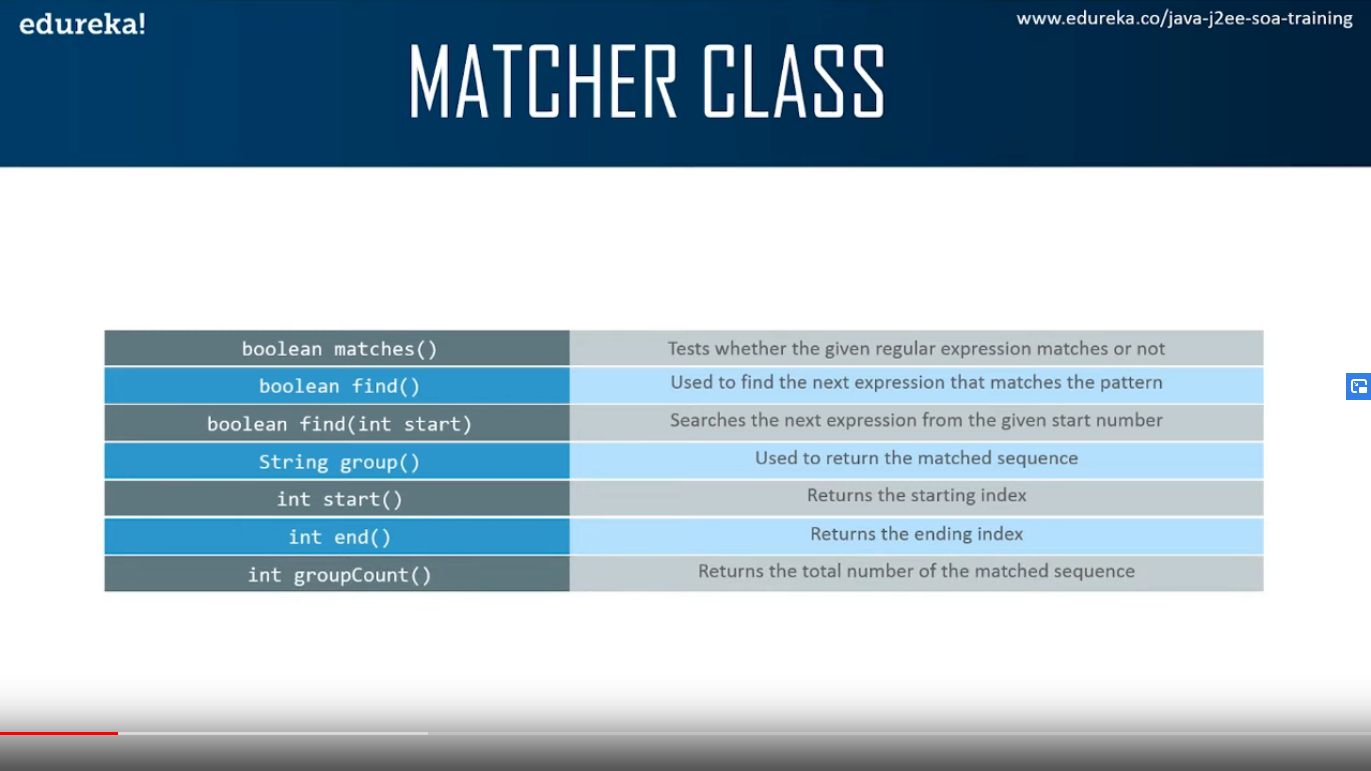 edureka!
www.edureka.co/java-j2ee-soa-training
MATCHER CLASS
boolean matches()
Tests whether the given regular expression matches or not
boolean find()
Used to find the next expression that matches the pattern
boolean find(int start)
Searches the next expression from the given start number
String group()
Used to return the matched sequence
int start()
Returns the starting index
int end()
Returns the ending index
int groupCount()
Returns the total number of the matched sequence